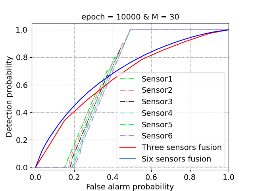 epoch = 10000 & M = 30
Detection probability
1.0
0.8
0.6
0.4
0.2
0.0
Sensor1
Sensor2
Sensor3
Sensor4
Sensor5
Sensor6
Three sensors fusion
Six sensors fusion
0.0 0.2 0.4 0.6 0.8 1.0
False alarm probability